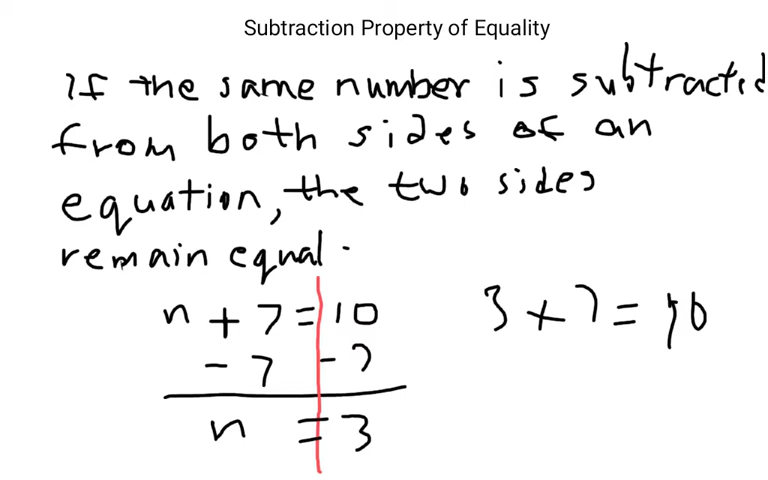 Subtraction Property of Equality
If the same number is subtracted
from both sides of an
equation, the two sides
remain equal.
n + 7 = 10
- 7 - 7
n = 3
3 + 7 = 10